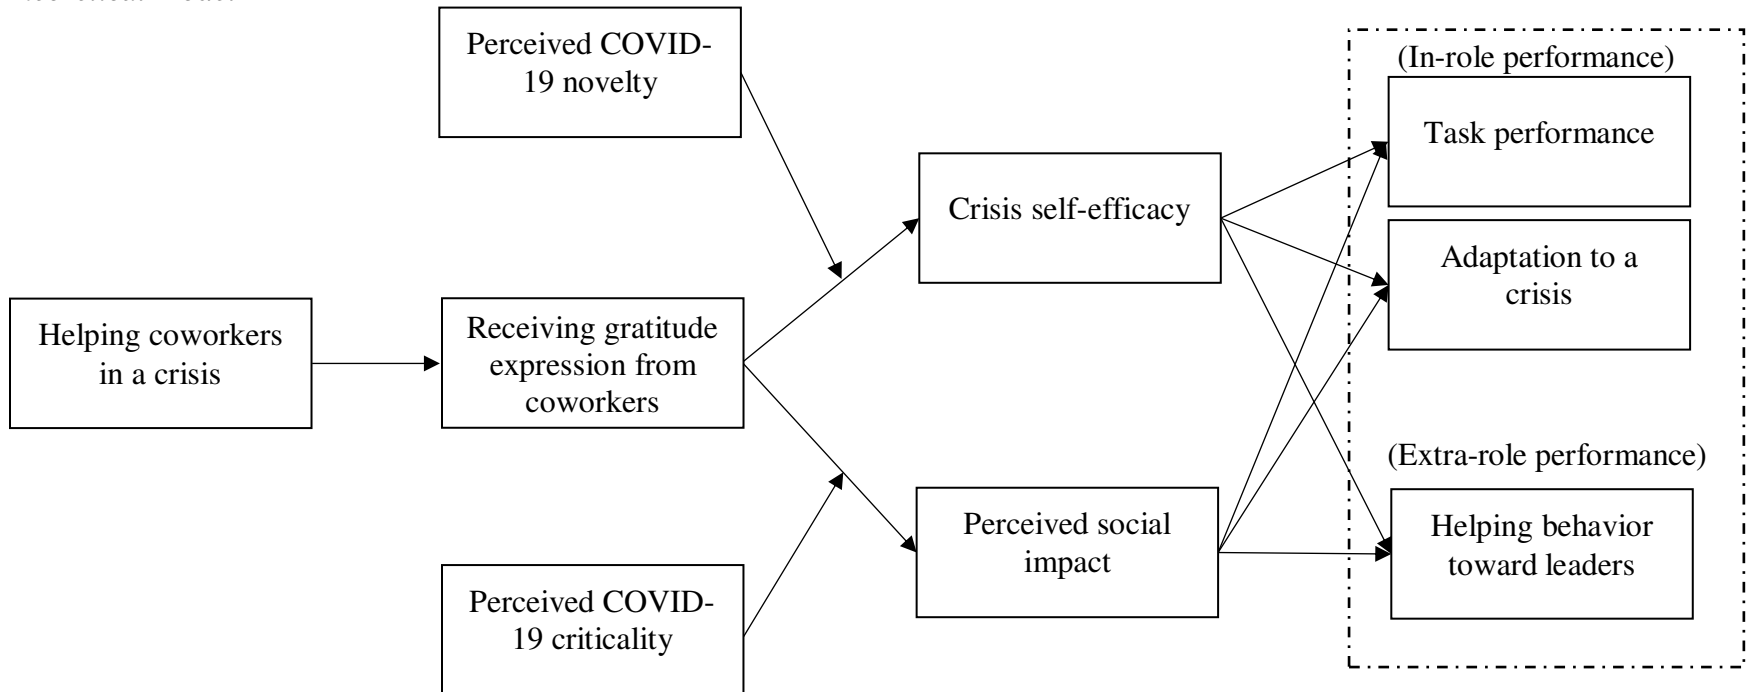 Perceived COVID-
19 novelty
(In-role performance)
Task performance
Crisis self-efficacy
Adaptation to a
crisis
Helping coworkers
in a crisis
Receiving gratitude
expression from
coworkers
(Extra-role performance)
Perceived social
impact
Helping behavior
toward leaders
Perceived COVID-
19 criticality